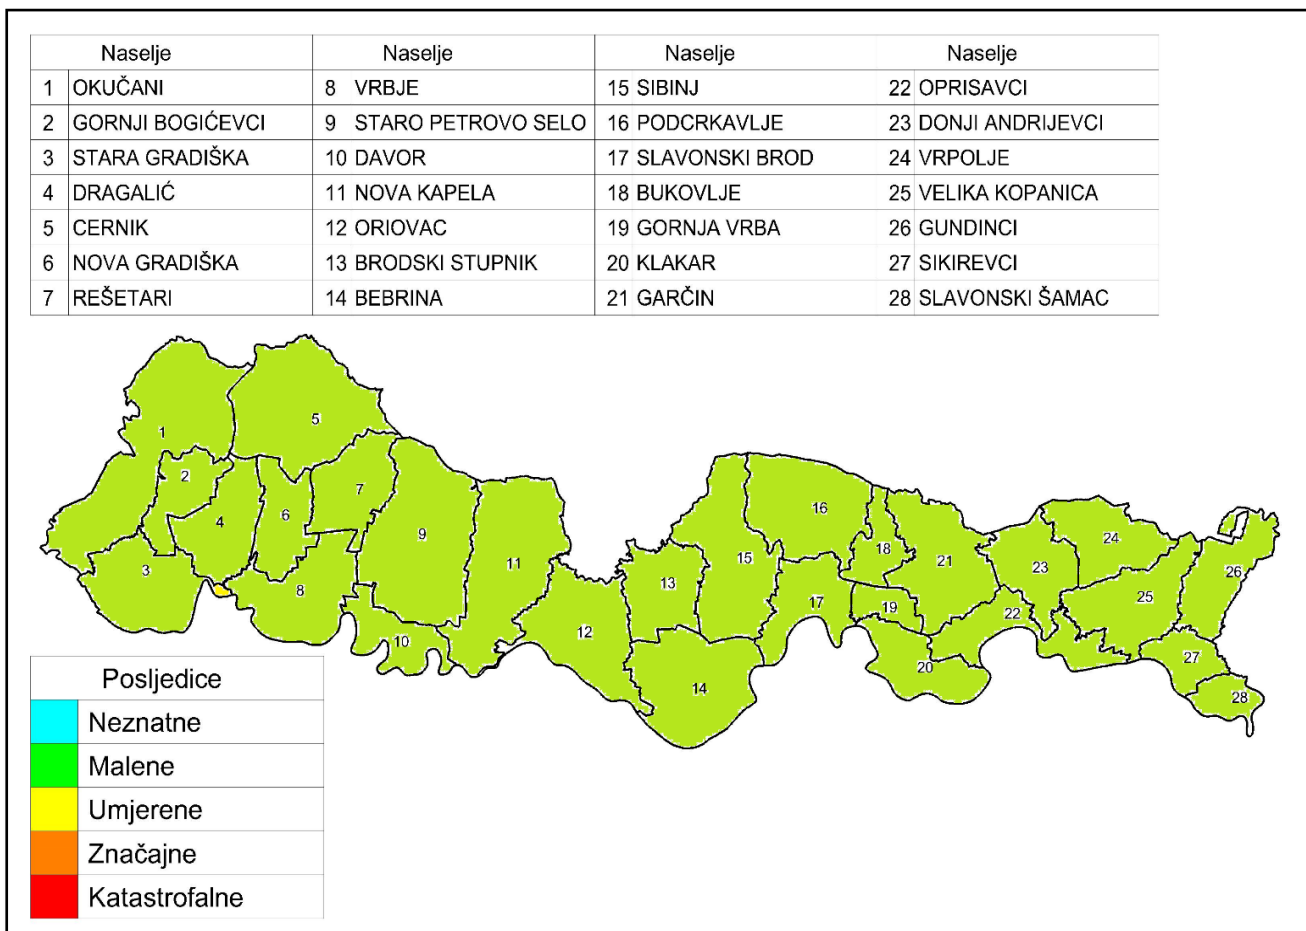 Naselje Naselje Naselje Naselje
1 OKUČANI 8 VRBJE 15 SIBINJ 22 OPRISAVCI
2 GORNJI BOGIĆEVCI 9 STARO PETROVO SELO 16 PODCRKAVLJE 23 DONJI ANDRIJEVCI
3 STARA GRADIŠKA 10 DAVOR 17 SLAVONSKI BROD 24 VRPOLJE
4 DRAGALIĆ 11 NOVA KAPELA 18 BUKOVLJE 25 VELIKA KOPANICA
5 CERNIK 12 ORIOVAC 19 GORNJA VRBA 26 GUNDINCI
6 NOVA GRADIŠKA 13 BRODSKI STUPNIK 20 KLAKAR 27 SIKIREVCI
7 REŠETARI 14 BEBRINA 21 GARČIN 28 SLAVONSKI ŠAMAC
5
1
2
7
16
4
6
9
11
15
18
21
24
23
26
3
8
13
17
19
22
25
10
12
14
20
27
28
Posljedice
Neznatne
Malene
Umjerene
Značajne
Katastrofalne